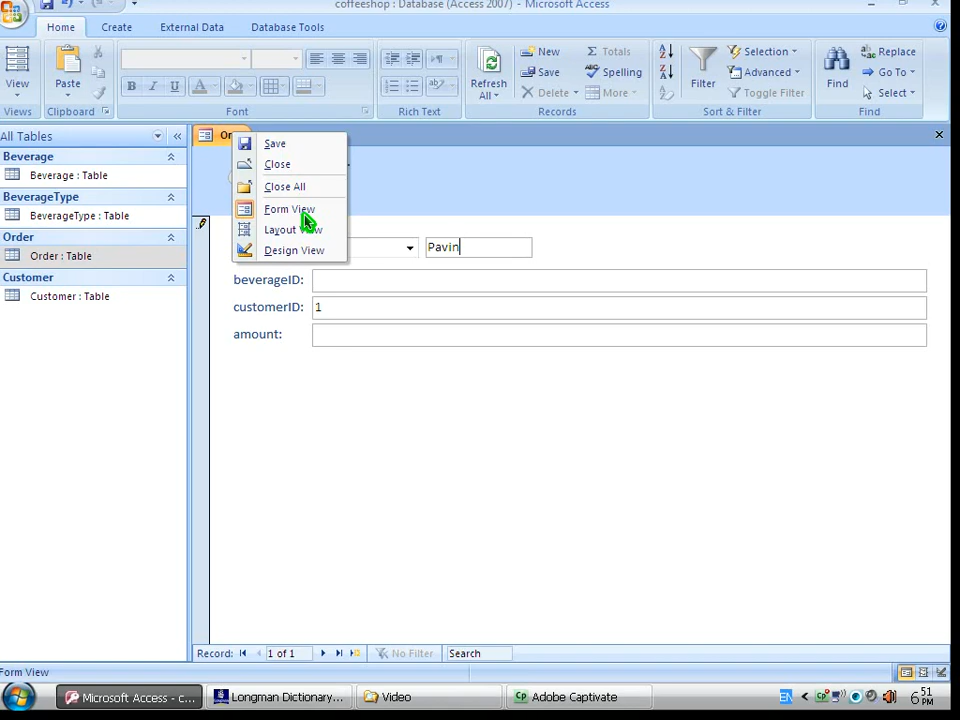 coffeeshop : Database (Access 2007) - Microsoft Access
Home Create External Data Database Tools
View
Views
Paste
Clipboard
B I U A
Font
Rich Text
Refresh All
New
Save
Delete
Totals
Spelling
More
Records
Filter
Selection
Advanced
Toggle Filter
Sort & Filter
Find
Replace
Go To
Select
Find
All Tables
Beverage
Beverage : Table
BeverageType
BeverageType : Table
Order
Order : Table
Customer
Customer : Table
Or
Save
Close
Close All
Form View
Layout
Design View
Pavin
beverageID:
customerID: 1
amount:
Record: 1 of 1 No Filter Search
Form View
Microsoft Access - c... Longman Dictionary... Video Cp Adobe Captivate EN 6:51 PM